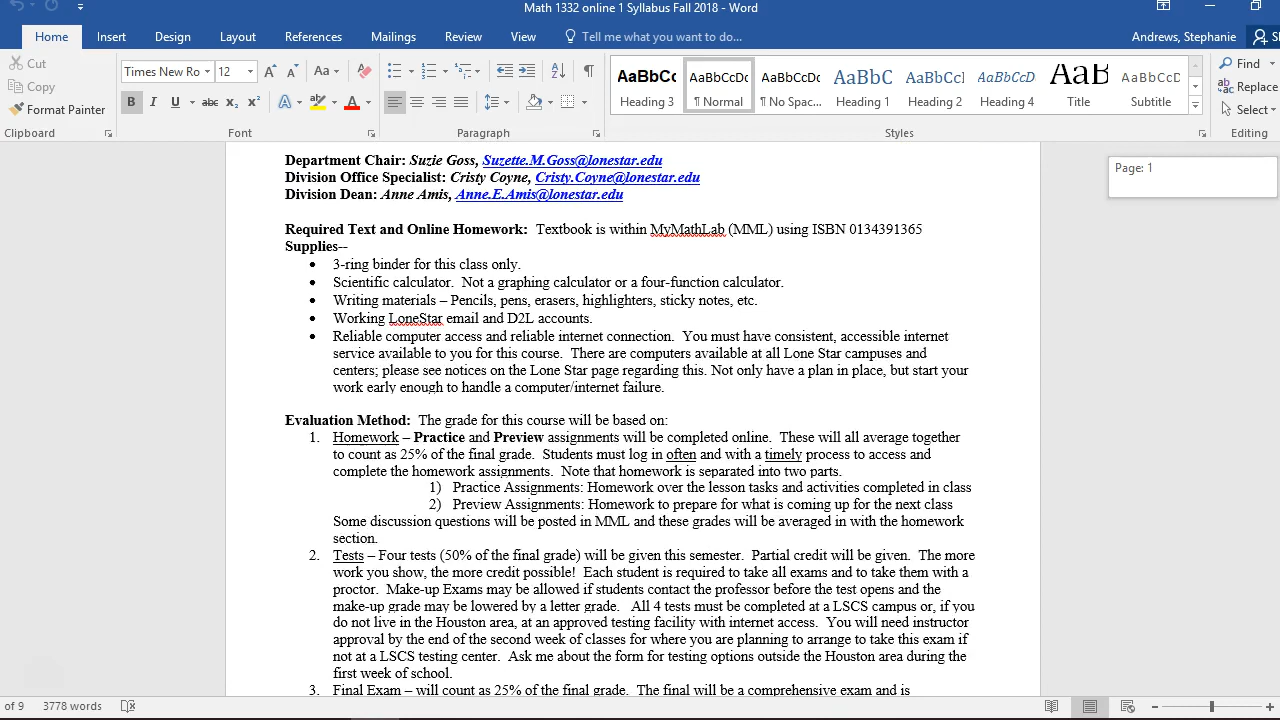 Math 1332 online 1 Syllabus Fall 2018 - Word
Home Insert Design Layout References Mailings Review View Tell me what you want to do... Andrews, Stephanie
Cut
Copy
Format Painter
Clipboard
Times New Ro 12 Aa
B I U abc x₂ x² A A
Font
Paragraph
AaBbCc AaBbCcDc AaBbCcDc AaBbC AaBbCcI AaBbCcD AaB AaBbCcD
Heading 3 ¶ Normal ¶ No Spac... Heading 1 Heading 2 Heading 4 Title Subtitle
Styles
Find
Replace
Select
Editing
Page: 1
Department Chair: Suzie Goss, Suzette.M.Goss@lonestar.edu
Division Office Specialist: Cristy Coyne, Cristy.Coyne@lonestar.edu
Division Dean: Anne Amis, Anne.E.Amis@lonestar.edu
Required Text and Online Homework: Textbook is within MyMathLab (MML) using ISBN 0134391365
Supplies--
• 3-ring binder for this class only.
• Scientific calculator. Not a graphing calculator or a four-function calculator.
• Writing materials – Pencils, pens, erasers, highlighters, sticky notes, etc.
• Working LoneStar email and D2L accounts.
• Reliable computer access and reliable internet connection. You must have consistent, accessible internet
service available to you for this course. There are computers available at all Lone Star campuses and
centers; please see notices on the Lone Star page regarding this. Not only have a plan in place, but start your
work early enough to handle a computer/internet failure.
Evaluation Method: The grade for this course will be based on:
1. Homework – Practice and Preview assignments will be completed online. These will all average together
to count as 25% of the final grade. Students must log in often and with a timely process to access and
complete the homework assignments. Note that homework is separated into two parts.
1) Practice Assignments: Homework over the lesson tasks and activities completed in class
2) Preview Assignments: Homework to prepare for what is coming up for the next class
Some discussion questions will be posted in MML and these grades will be averaged in with the homework
section.
2. Tests – Four tests (50% of the final grade) will be given this semester. Partial credit will be given. The more
work you show, the more credit possible! Each student is required to take all exams and to take them with a
proctor. Make-up Exams may be allowed if students contact the professor before the test opens and the
make-up grade may be lowered by a letter grade. All 4 tests must be completed at a LSCS campus or, if you
do not live in the Houston area, at an approved testing facility with internet access. You will need instructor
approval by the end of the second week of classes for where you are planning to arrange to take this exam if
not at a LSCS testing center. Ask me about the form for testing options outside the Houston area during the
first week of school.
3. Final Exam – will count as 25% of the final grade. The final will be a comprehensive exam and is
of 9 3778 words